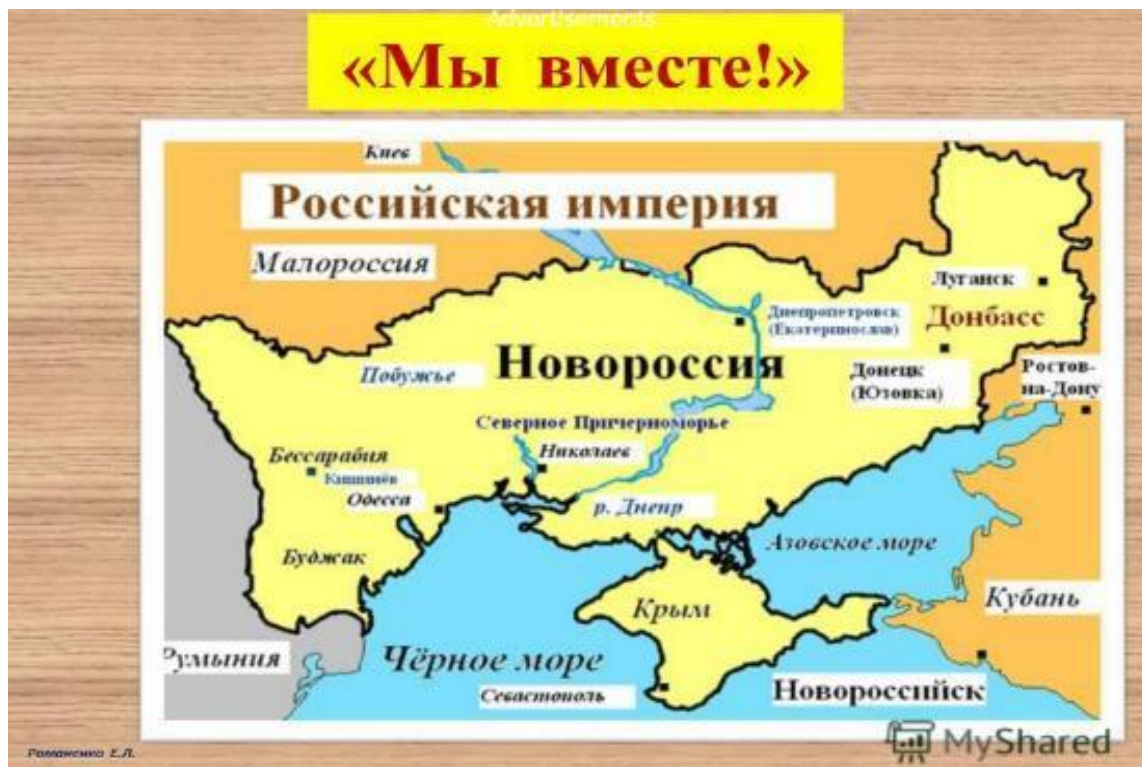 Advertisements
«Мы вместе!»
Киев
Российская империя
Малороссия
Луганск
Днепропетровск
(Екатеринослав)
Донбасс
Новороссия
Побужье
Донецк
(Юзовка)
Ростов-
на-Дону
Северное Причерноморье
Николаев
Бессарабия
Кишинёв
Одесса
р. Днепр
Азовское море
Буджак
Крым
Кубань
Румыния
Чёрное море
Севастополь
Новороссийск
Романенко Е.Л.
MyShared